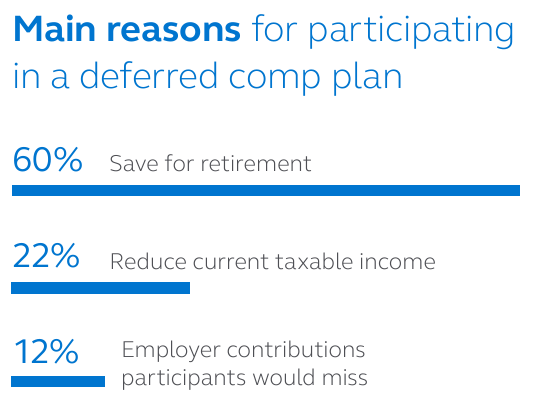 Main reasons for participating
in a deferred comp plan
60% Save for retirement
22% Reduce current taxable income
12% Employer contributions
participants would miss